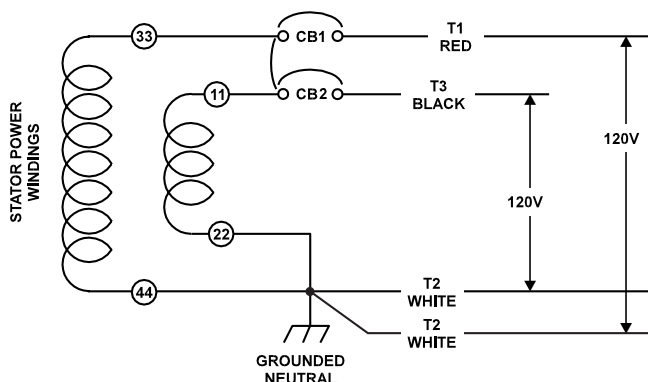 33
CB1
T1
RED
11
CB2
T3
BLACK
STATOR POWER
WINDINGS
120V
120V
22
44
T2
WHITE
T2
WHITE
GROUNDED
NEUTRAL